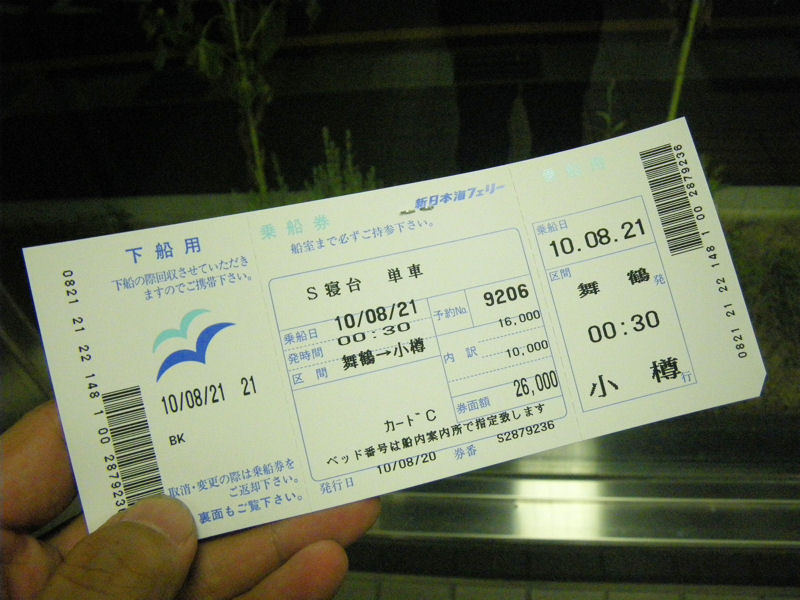 下船用
下船の際回収させていただき
ますのでご携帯下さい。
10/08/21 21
BK
取消・変更の際は乗船券を
ご返却下さい。
裏面もご覧下さい。
0821 21 22 148 1 00 2879236
乗船券
新日本海フェリー
船室まで必ずご持参下さい。
S寝台 単車
乗船日 10/08/21 予約No. 9206
発時間 00:30
区間 舞鶴→小樽
内訳 16,000
10,000
券面額 26,000
カードC
ベッド番号は船内案内所で指定致します
発行日 10/08/20 券番 S2879236
乗船日
10.08.21
区間
舞鶴 発
00:30
小樽 行
0821 21 22 148 1 00 2879236